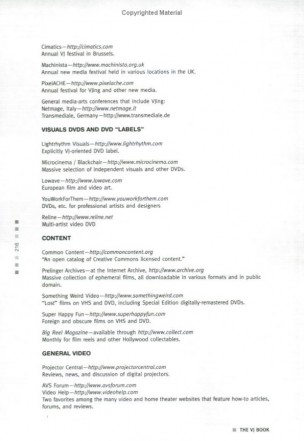 Copyrighted Material
Cimatics—http://cimatics.com
Annual VJ festival in Brussels.
Machinista—http://www.machinista.org.uk
Annual new media festival held in various locations in the UK.
PixelACHE—http://www.pixelache.com
Annual festival for VJing and other new media.
General media-arts conferences that include VJing:
Netmage, Italy—http://www.netmage.it
Transmediale, Germany—http://www.transmediale.de
VISUALS DVDS AND DVD "LABELS"
Lightrhythm Visuals—http://www.lightrhythm.com
Explicitly VJ-oriented DVD label.
Microcinema / Blackchair—http://www.microcinema.com
Massive selection of independent visuals and other DVDs.
Lowave—http://www.lowave.com
European film and video art.
YouWorkForThem—http://www.youworkforthem.com
DVDs, etc. for professional artists and designers
Reline—http://www.reline.net
Multi-artist video DVD
CONTENT
Common Content—http://commoncontent.org
"An open catalog of Creative Commons licensed content."
Prelinger Archives—at the Internet Archive, http://www.archive.org
Massive collection of ephemeral films, all downloadable in various formats and in public
domain.
Something Weird Video—http://www.somethingweird.com
"Lost" films on VHS and DVD, including Special Edition digitally-remastered DVDs.
Super Happy Fun—http://www.superhappyfun.com
Foreign and obscure films on VHS and DVD.
Big Reel Magazine—available through http://www.collect.com
Monthly for film reels and other Hollywood collectables.
GENERAL VIDEO
Projector Central—http://www.projectorcentral.com
Reviews, news, and discussion of digital projectors.
AVS Forum—http://www.avsforum.com
Video Help—http://www.videohelp.com
Two favorites among the many video and home theater websites that feature how-to articles,
forums, and reviews.
THE VJ BOOK